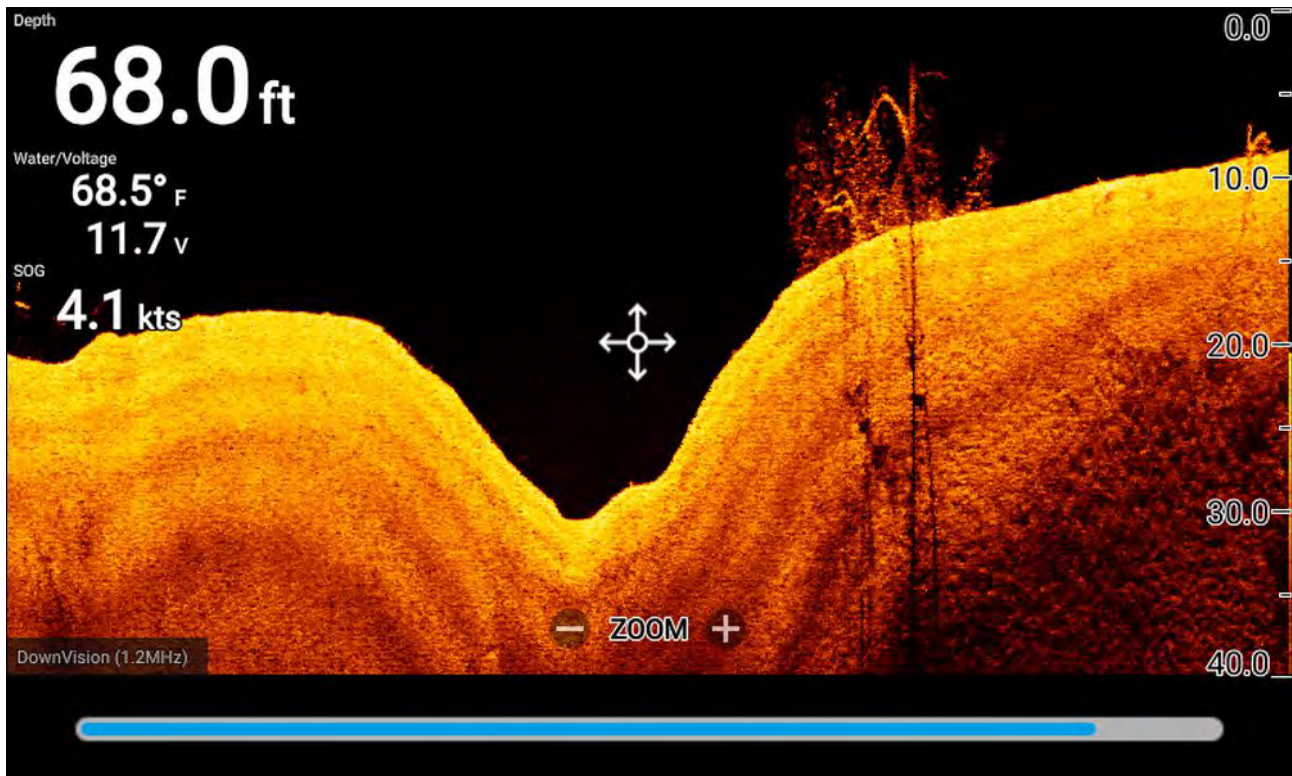 Depth
68.0 ft
Water/Voltage
68.5° F
11.7 V
SOG
4.1 kts
0.0
10.0
20.0
30.0
40.0
ZOOM
DownVision (1.2MHz)